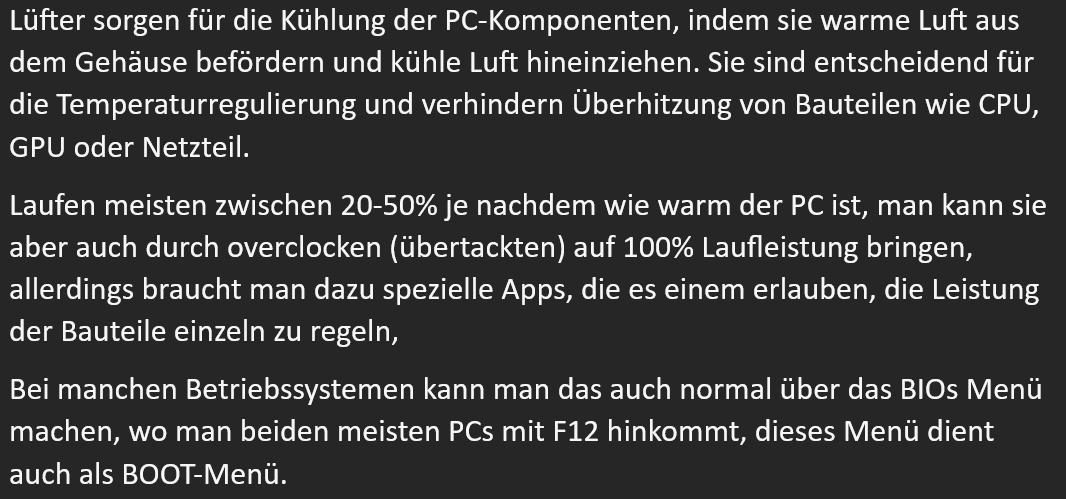 Lüfter sorgen für die Kühlung der PC-Komponenten, indem sie warme Luft aus
dem Gehäuse befördern und kühle Luft hineinziehen. Sie sind entscheidend für
die Temperaturregulierung und verhindern Überhitzung von Bauteilen wie CPU,
GPU oder Netzteil.
Laufen meisten zwischen 20-50% je nachdem wie warm der PC ist, man kann sie
aber auch durch overclocken (übertackten) auf 100% Laufleistung bringen,
allerdings braucht man dazu spezielle Apps, die es einem erlauben, die Leistung
der Bauteile einzeln zu regeln,
Bei manchen Betriebssystemen kann man das auch normal über das BIOs Menü
machen, wo man beiden meisten PCs mit F12 hinkommt, dieses Menü dient
auch als BOOT-Menü.